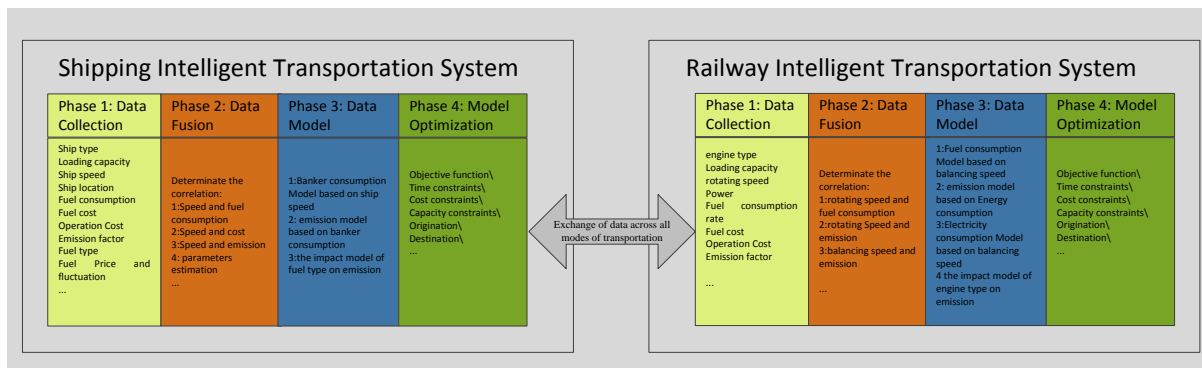 Shipping Intelligent Transportation System
Phase 1: Data
Collection
Ship type
Loading capacity
Ship speed
Ship location
Fuel consumption
Fuel cost
Operation Cost
Emission factor
Fuel type
Fuel Price and
fluctuation
...
Phase 2: Data
Fusion
Determinate the
correlation:
1:Speed and fuel
consumption
2:Speed and cost
3:Speed and emission
4: parameters
estimation
...
Phase 3: Data
Model
1:Banker consumption
Model based on ship
speed
2: emission model
based on banker
consumption
3:the impact model of
fuel type on emission
Phase 4: Model
Optimization
Objective function\
Time constraints\
Cost constraints\
Capacity constraints\
Origination\
Destination\
...
Exchange of data across all
modes of transportation
Railway Intelligent Transportation System
Phase 1: Data
Collection
engine type
Loading capacity
rotating speed
Power
Fuel consumption
rate
Fuel cost
Operation Cost
Emission factor
...
Phase 2: Data
Fusion
Determinate the
correlation:
1:rotating speed and
fuel consumption
2:rotating Speed and
emission
3:balancing speed and
emission
...
Phase 3: Data
Model
1:Fuel consumption
Model based on
balancing speed
2: emission model
based on Energy
consumption
3:Electricity
consumption Model
based on balancing
speed
4 the impact model of
engine type on
emission
Phase 4: Model
Optimization
Objective function\
Time constraints\
Cost constraints\
Capacity constraints\
Origination\
Destination\
...